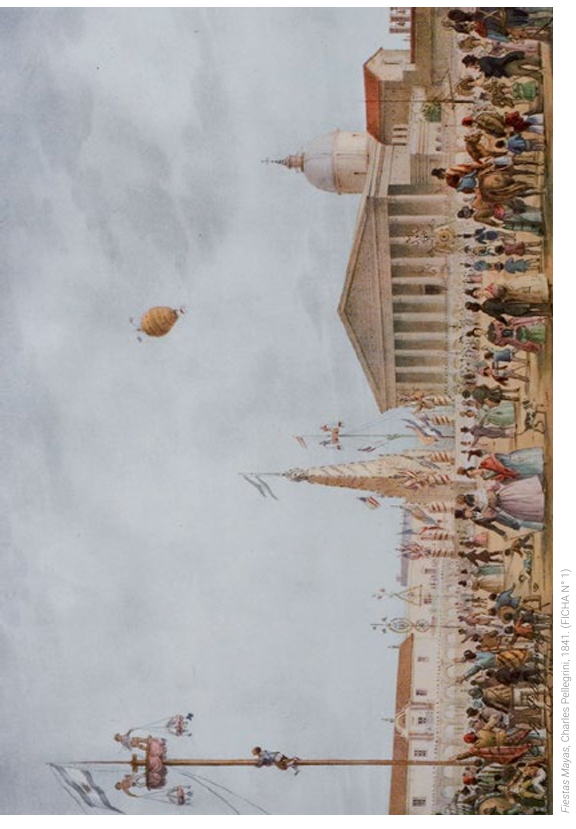 Fiestas Mayas, Charles Pellegrini, 1841. (FICHA N° 1)